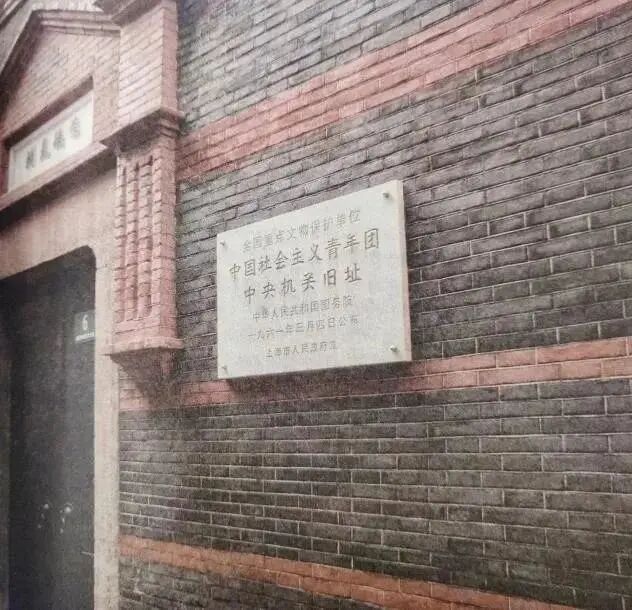 全国重点文物保护单位
中国社会主义青年团
中央机关旧址
中华人民共和国国务院
一九六一年三月四日公布
上海市人民政府立
6